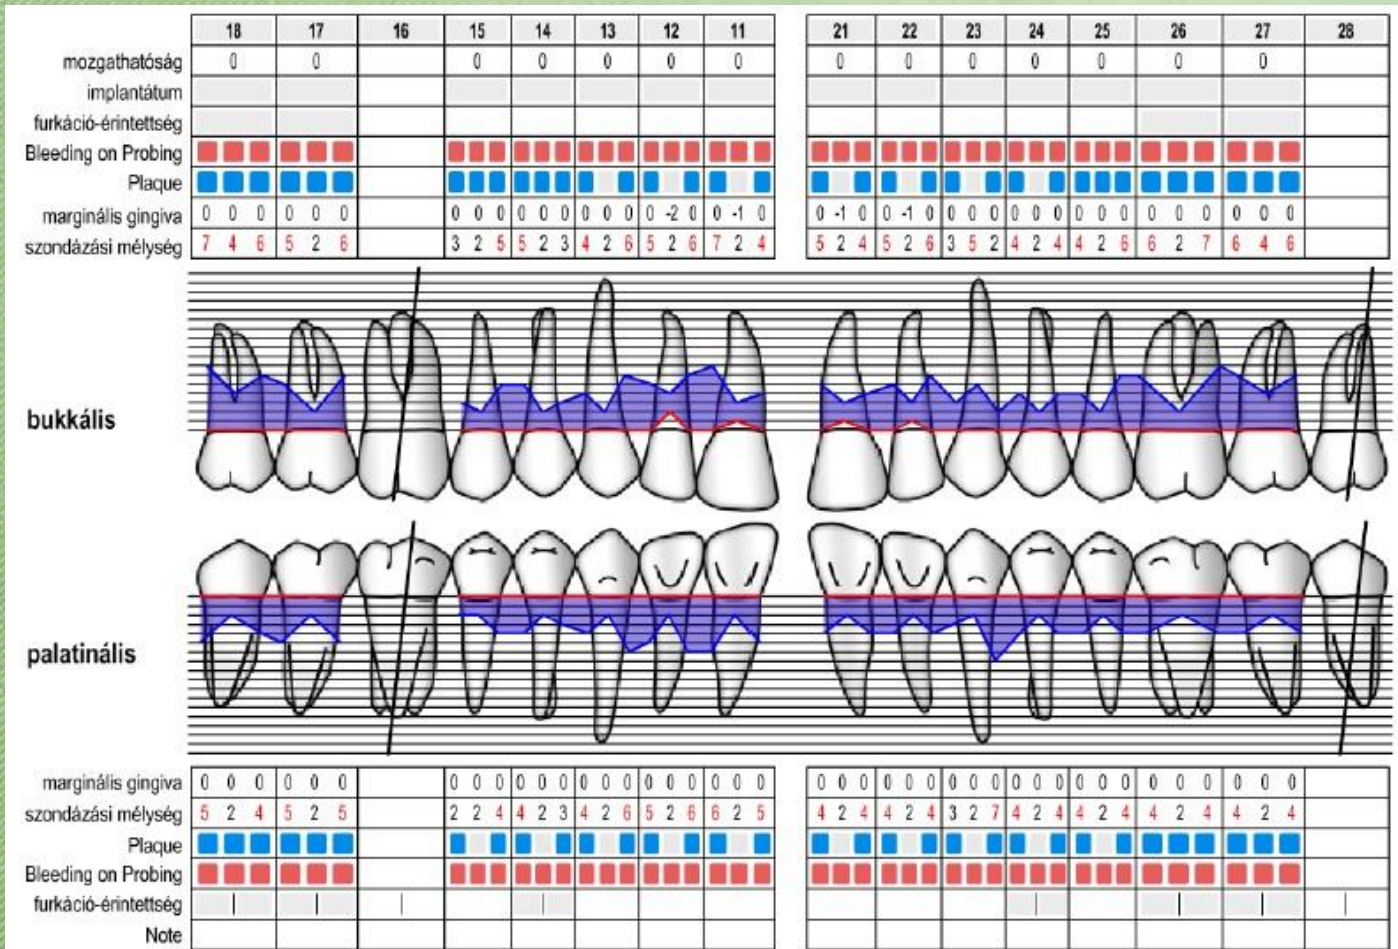 18 17 16 15 14 13 12 11 21 22 23 24 25 26 27 28
mozgathatóság 0 0 0 0 0 0 0 0 0 0 0 0 0 0
implantátum
furkáció-érintettség
Bleeding on Probing
Plaque
marginális gingiva 0 0 0 0 0 0 0 0 0 0 0 0 0 0 0 0 -2 0 0 -1 0 0 -1 0 0 -1 0 0 0 0 0 0 0 0 0 0 0 0 0 0 0 0
szondázási mélység 7 4 6 5 2 6 3 2 5 5 2 3 4 2 6 5 2 6 7 2 4 5 2 4 5 2 6 3 5 2 4 2 4 4 2 6 6 2 7 6 4 6
bukkális
palatinális
marginális gingiva 0 0 0 0 0 0 0 0 0 0 0 0 0 0 0 0 0 0 0 0 0 0 0 0 0 0 0 0 0 0 0 0 0 0 0 0 0 0 0 0 0 0
szondázási mélység 5 2 4 5 2 5 2 2 4 4 2 3 4 2 6 5 2 6 6 2 5 4 2 4 4 2 4 3 2 7 4 2 4 4 2 4 4 2 4 4 2 4
Plaque
Bleeding on Probing
furkáció-érintettség
Note